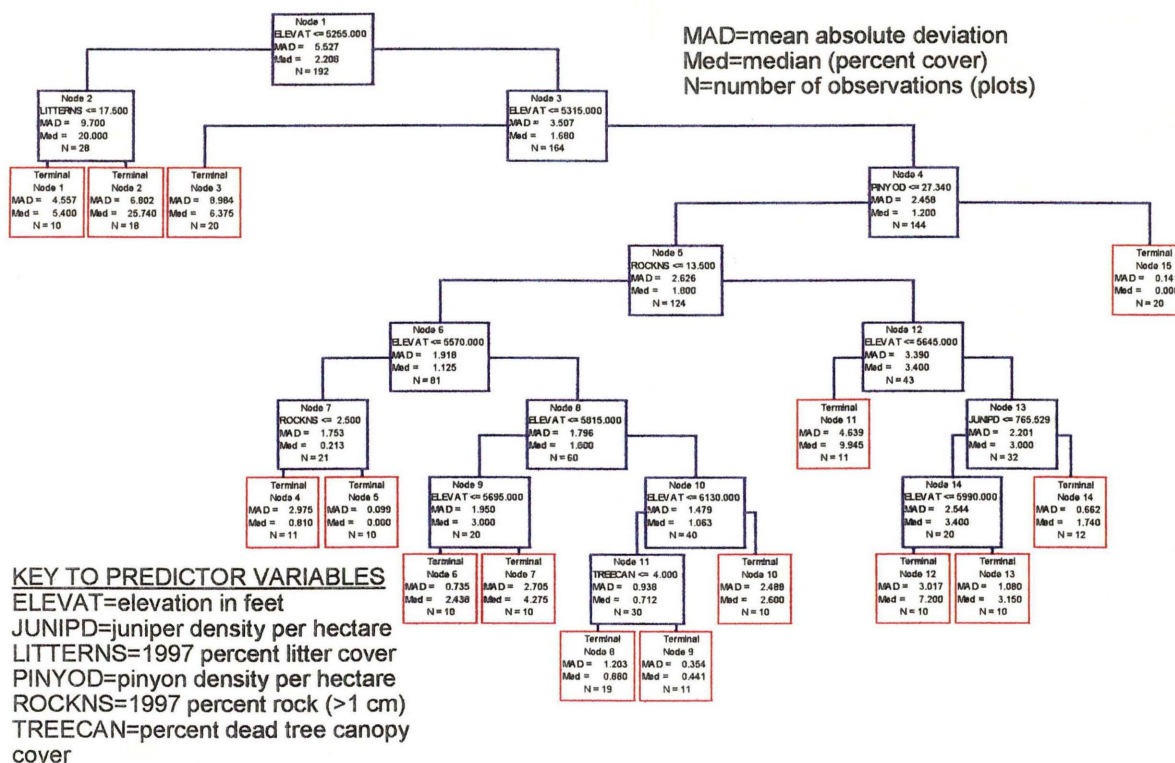 MAD=mean absolute deviation
Med=median (percent cover)
N=number of observations (plots)
Node 1
ELEVAT <= 5255.000
MAD = 5.527
Med = 2.208
N = 192
Node 2
LITTERNS <= 17.500
MAD = 9.700
Med = 20.000
N = 28
Node 3
ELEVAT <= 5315.000
MAD = 3.507
Med = 1.680
N = 164
Terminal
Node 1
MAD = 4.557
Med = 5.400
N = 10
Terminal
Node 2
MAD = 6.802
Med = 25.740
N = 18
Terminal
Node 3
MAD = 8.984
Med = 6.375
N = 20
Node 4
PINYOD <= 27.340
MAD = 2.458
Med = 1.200
N = 144
Node 5
ROCKNS <= 13.500
MAD = 2.626
Med = 1.800
N = 124
Terminal
Node 15
MAD = 0.14
Med = 0.00
N = 20
Node 6
ELEVAT <= 5570.000
MAD = 1.918
Med = 1.125
N = 81
Node 12
ELEVAT <= 5645.000
MAD = 3.390
Med = 3.400
N = 43
Node 7
ROCKNS <= 2.500
MAD = 1.753
Med = 0.213
N = 21
Node 8
ELEVAT <= 5815.000
MAD = 1.796
Med = 1.600
N = 60
Terminal
Node 11
MAD = 4.639
Med = 9.945
N = 11
Node 13
JUNIPD <= 765.529
MAD = 2.201
Med = 3.000
N = 32
Terminal
Node 4
MAD = 2.975
Med = 0.810
N = 11
Terminal
Node 5
MAD = 0.099
Med = 0.000
N = 10
Node 9
ELEVAT <= 5695.000
MAD = 1.950
Med = 3.000
N = 20
Node 10
ELEVAT <= 6130.000
MAD = 1.479
Med = 1.063
N = 40
Node 14
ELEVAT <= 5990.000
MAD = 2.544
Med = 3.400
N = 20
Terminal
Node 14
MAD = 0.662
Med = 1.740
N = 12
Terminal
Node 6
MAD = 0.735
Med = 2.438
N = 10
Terminal
Node 7
MAD = 2.705
Med = 4.275
N = 10
Node 11
TREECAN <= 4.000
MAD = 0.938
Med = 0.712
N = 30
Terminal
Node 10
MAD = 2.488
Med = 2.600
N = 10
Terminal
Node 12
MAD = 3.017
Med = 7.200
N = 10
Terminal
Node 13
MAD = 1.080
Med = 3.150
N = 10
Terminal
Node 8
MAD = 1.203
Med = 0.880
N = 19
Terminal
Node 9
MAD = 0.354
Med = 0.441
N = 11
KEY TO PREDICTOR VARIABLES
ELEVAT=elevation in feet
JUNIPD=juniper density per hectare
LITTERNS=1997 percent litter cover
PINYOD=pinyon density per hectare
ROCKNS=1997 percent rock (>1 cm)
TREECAN=percent dead tree canopy
cover